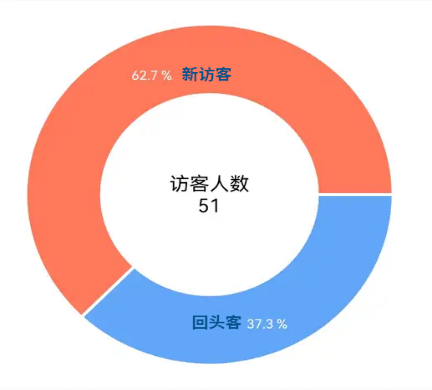 62.7 % 新访客
访客人数
51
回头客 37.3 %